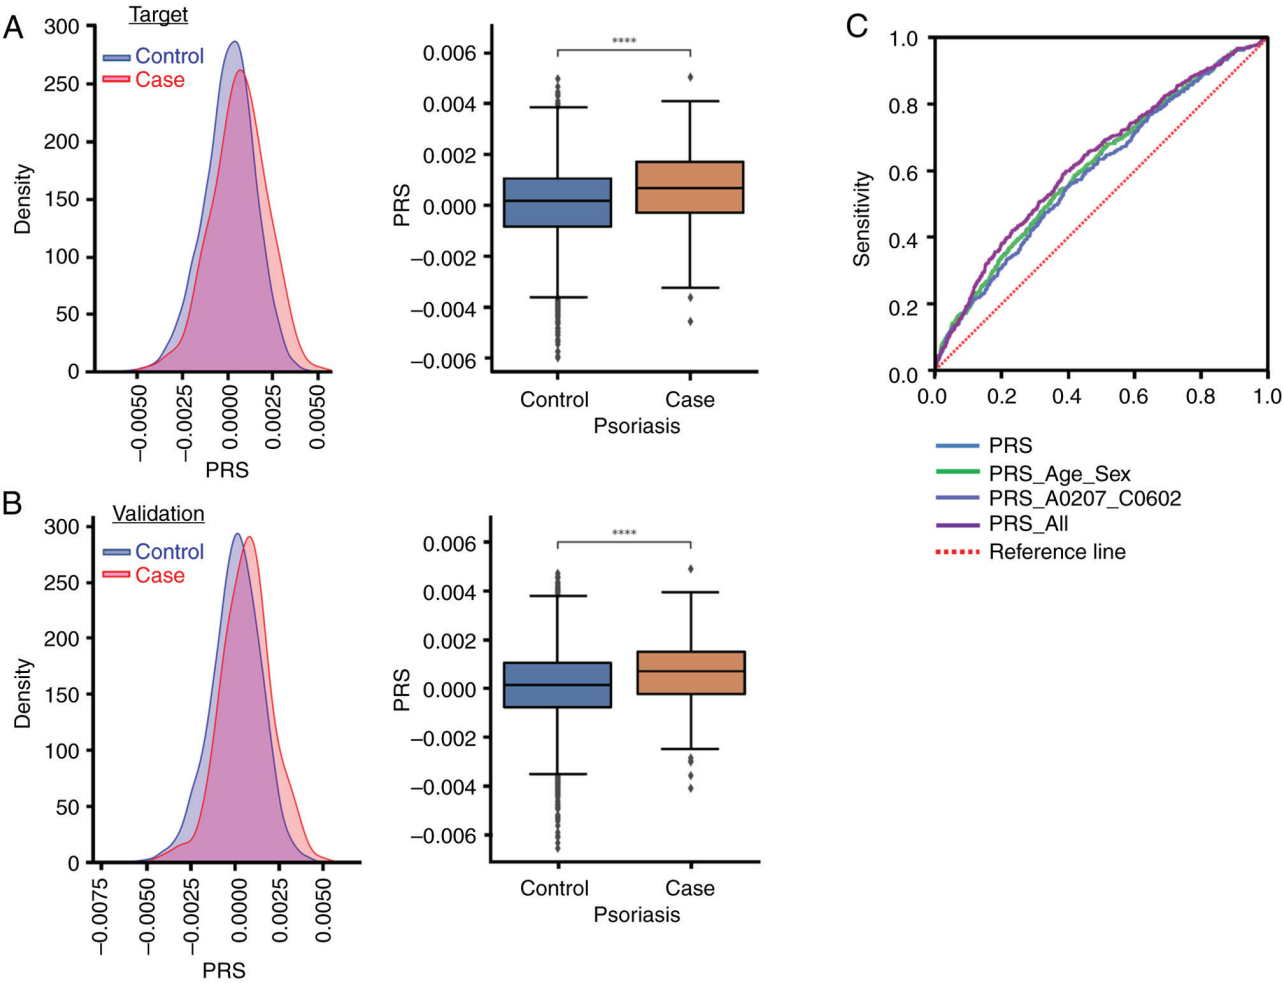 A
Target
Control
Case
300
250
200
150
100
50
0
Density
−0.0050
−0.0025
0.0000
0.0025
0.0050
PRS
****
0.006
0.004
0.002
0.000
−0.002
−0.004
−0.006
PRS
Control
Case
Psoriasis
B
Validation
Control
Case
300
250
200
150
100
50
0
Density
−0.0075
−0.0050
−0.0025
0.0000
0.0025
0.0050
PRS
****
0.006
0.004
0.002
0.000
−0.002
−0.004
−0.006
PRS
Control
Case
Psoriasis
C
1.0
0.8
0.6
0.4
0.2
0.0
Sensitivity
0.0
0.2
0.4
0.6
0.8
1.0
PRS
PRS_Age_Sex
PRS_A0207_C0602
PRS_All
Reference line